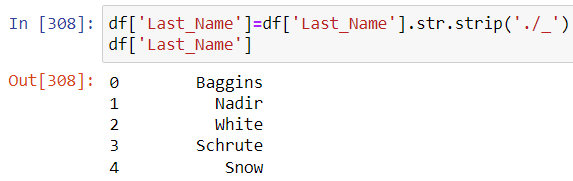 In [308]: df['Last_Name']=df['Last_Name'].str.strip('./_')
df['Last_Name']
Out[308]: 0 Baggins
1 Nadir
2 White
3 Schrute
4 Snow